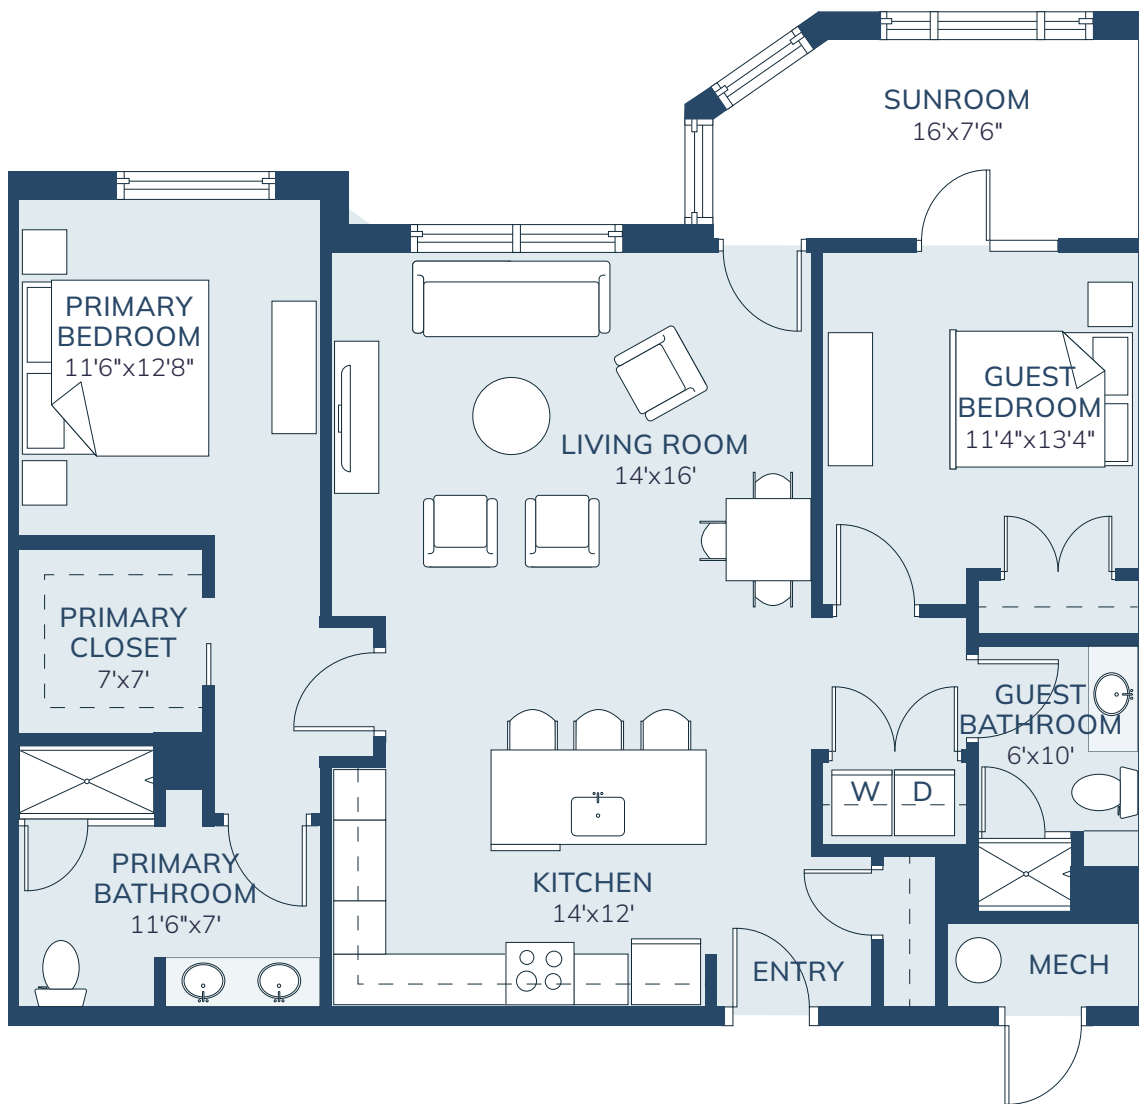 SUNROOM
16'x7'6"
PRIMARY
BEDROOM
11'6"x12'8"
GUEST
BEDROOM
11'4"x13'4"
LIVING ROOM
14'x16'
PRIMARY
CLOSET
7'x7'
GUEST
BATHROOM
6'x10'
W D
PRIMARY
BATHROOM
11'6"x7'
KITCHEN
14'x12'
ENTRY
MECH